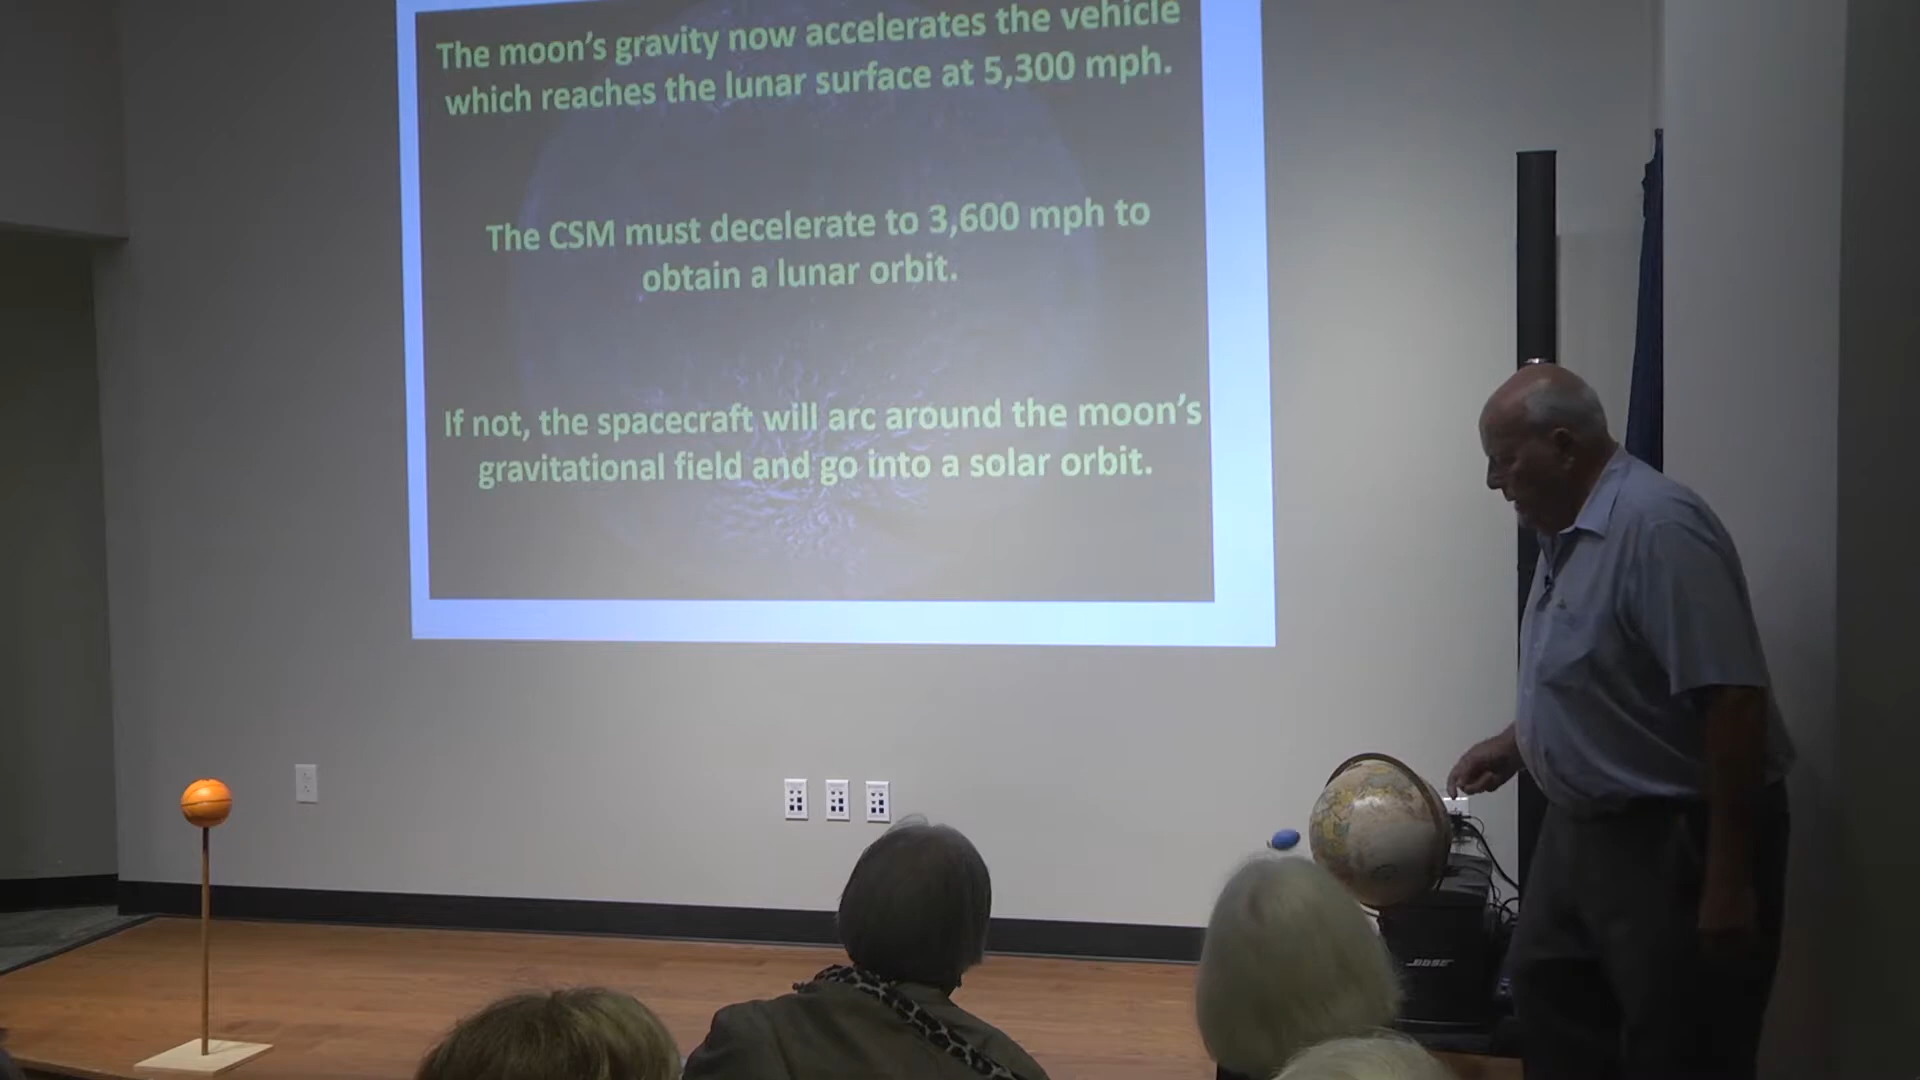 The moon's gravity now accelerates the vehicle
which reaches the lunar surface at 5,300 mph.
The CSM must decelerate to 3,600 mph to
obtain a lunar orbit.
If not, the spacecraft will arc around the moon's
gravitational field and go into a solar orbit.
BOSE